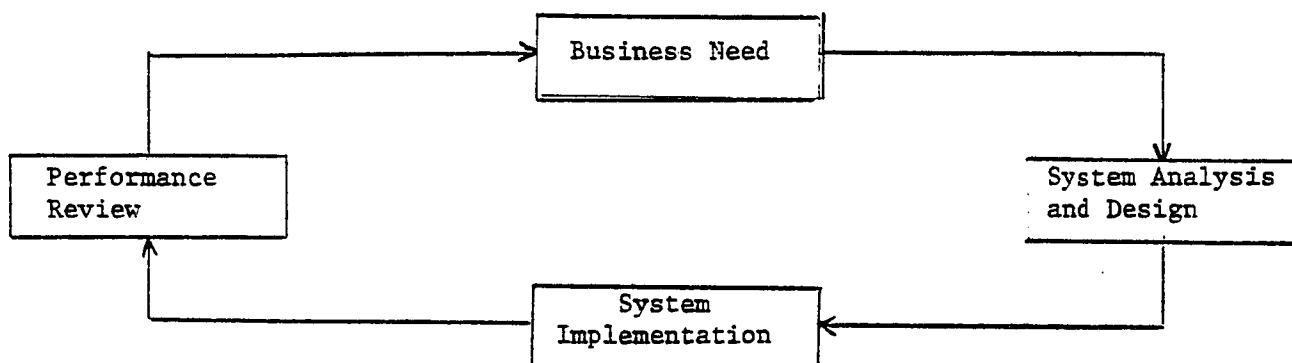 Business Need
Performance
Review
System Analysis
and Design
System
Implementation